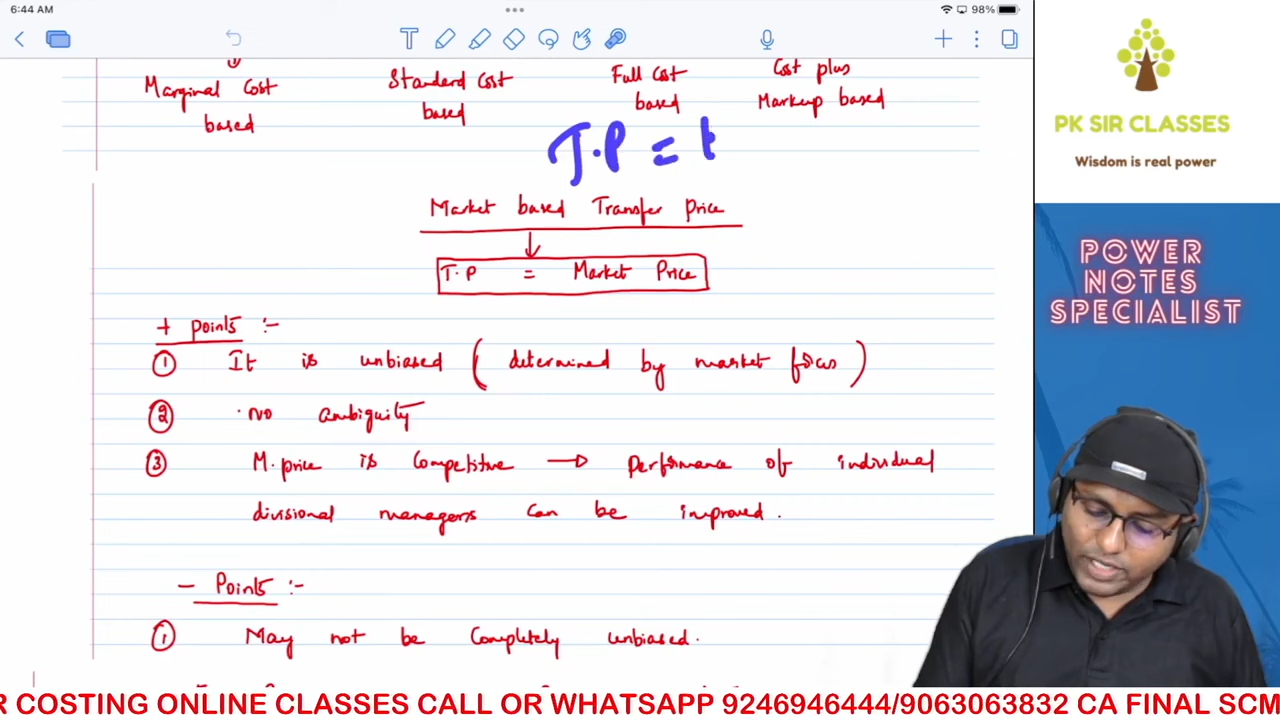 6:44 AM
98%
T
Marginal Cost
based
Standard Cost
based
Full Cost
based
Cost plus
Markup based
T.P = t
Market based Transfer Price
T.P = Market Price
+ points :-
① It is unbiased (determined by market focus)
② no ambiguity
③ M.price is Competitive → Performance of individual
divisional managers can be improved.
- Points :-
① May not be Completely unbiased.
PK SIR CLASSES
Wisdom is real power
POWER
NOTES
SPECIALIST
R COSTING ONLINE CLASSES CALL OR WHATSAPP 9246946444/9063063832 CA FINAL SCM